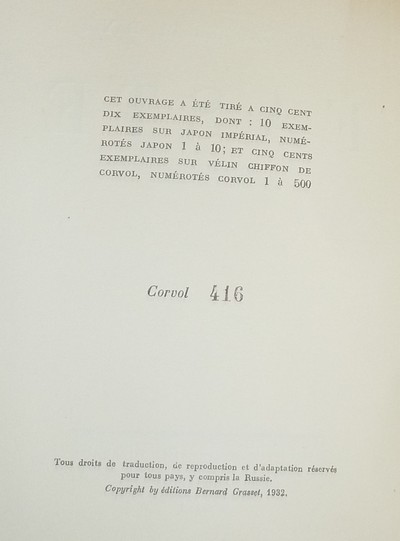 CET OUVRAGE A ÉTÉ TIRÉ A CINQ CENT
DIX EXEMPLAIRES, DONT : 10 EXEM-
PLAIRES SUR JAPON IMPÉRIAL, NUMÉ-
ROTÉS JAPON 1 à 10; ET CINQ CENTS
EXEMPLAIRES SUR VÉLIN CHIFFON DE
CORVOL, NUMÉROTÉS CORVOL 1 à 500
Corvol 416
Tous droits de traduction, de reproduction et d'adaptation réservés
pour tous pays, y compris la Russie.
Copyright by éditions Bernard Grasset, 1932.